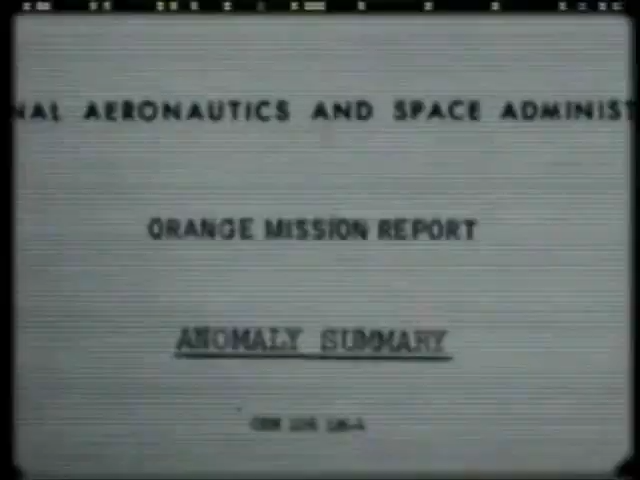 NAL AERONAUTICS AND SPACE ADMINIST
ORANGE MISSION REPORT
ANOMALY SUMMARY